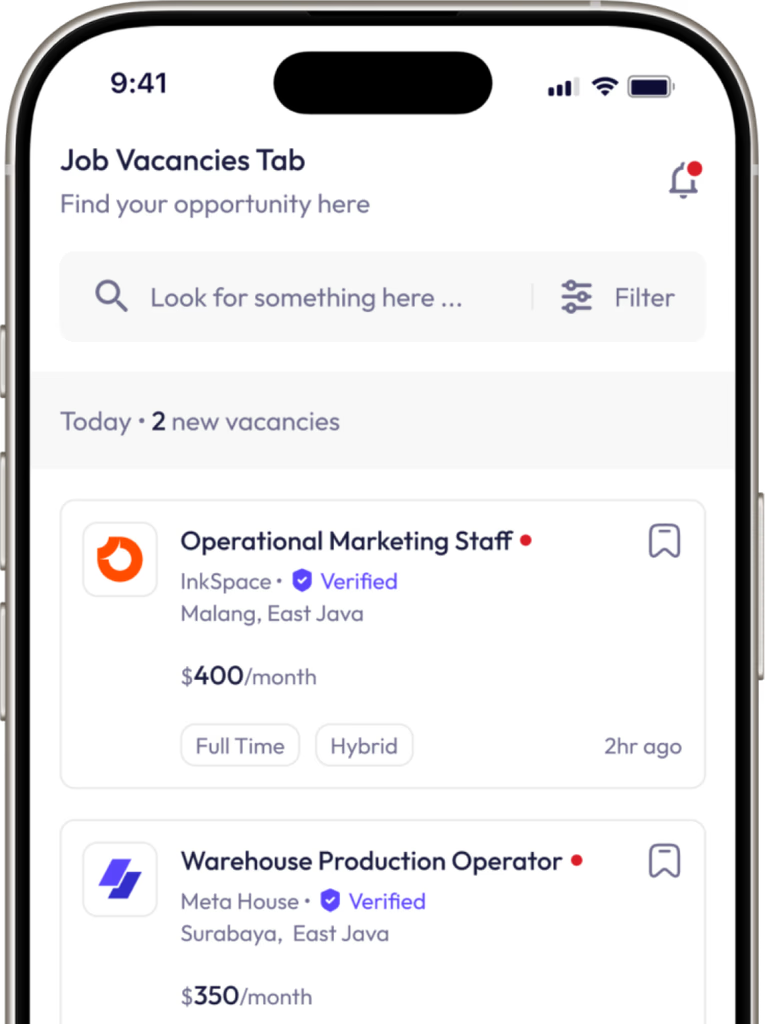 9:41
Job Vacancies Tab
Find your opportunity here
Look for something here ...
Filter
Today • 2 new vacancies
Operational Marketing Staff
InkSpace • Verified
Malang, East Java
$400/month
Full Time
Hybrid
2hr ago
Warehouse Production Operator
Meta House • Verified
Surabaya, East Java
$350/month